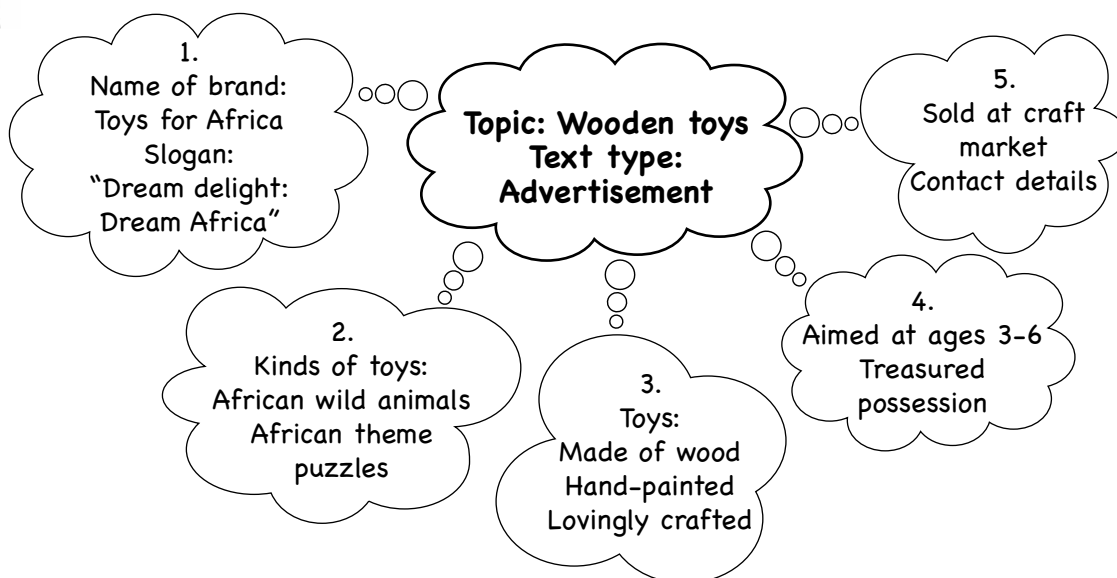 Topic: Wooden toys
Text type:
Advertisement
1.
Name of brand:
Toys for Africa
Slogan:
“Dream delight:
Dream Africa”
2.
Kinds of toys:
African wild animals
African theme
puzzles
3.
Toys:
Made of wood
Hand-painted
Lovingly crafted
4.
Aimed at ages 3-6
Treasured
possession
5.
Sold at craft
market
Contact details